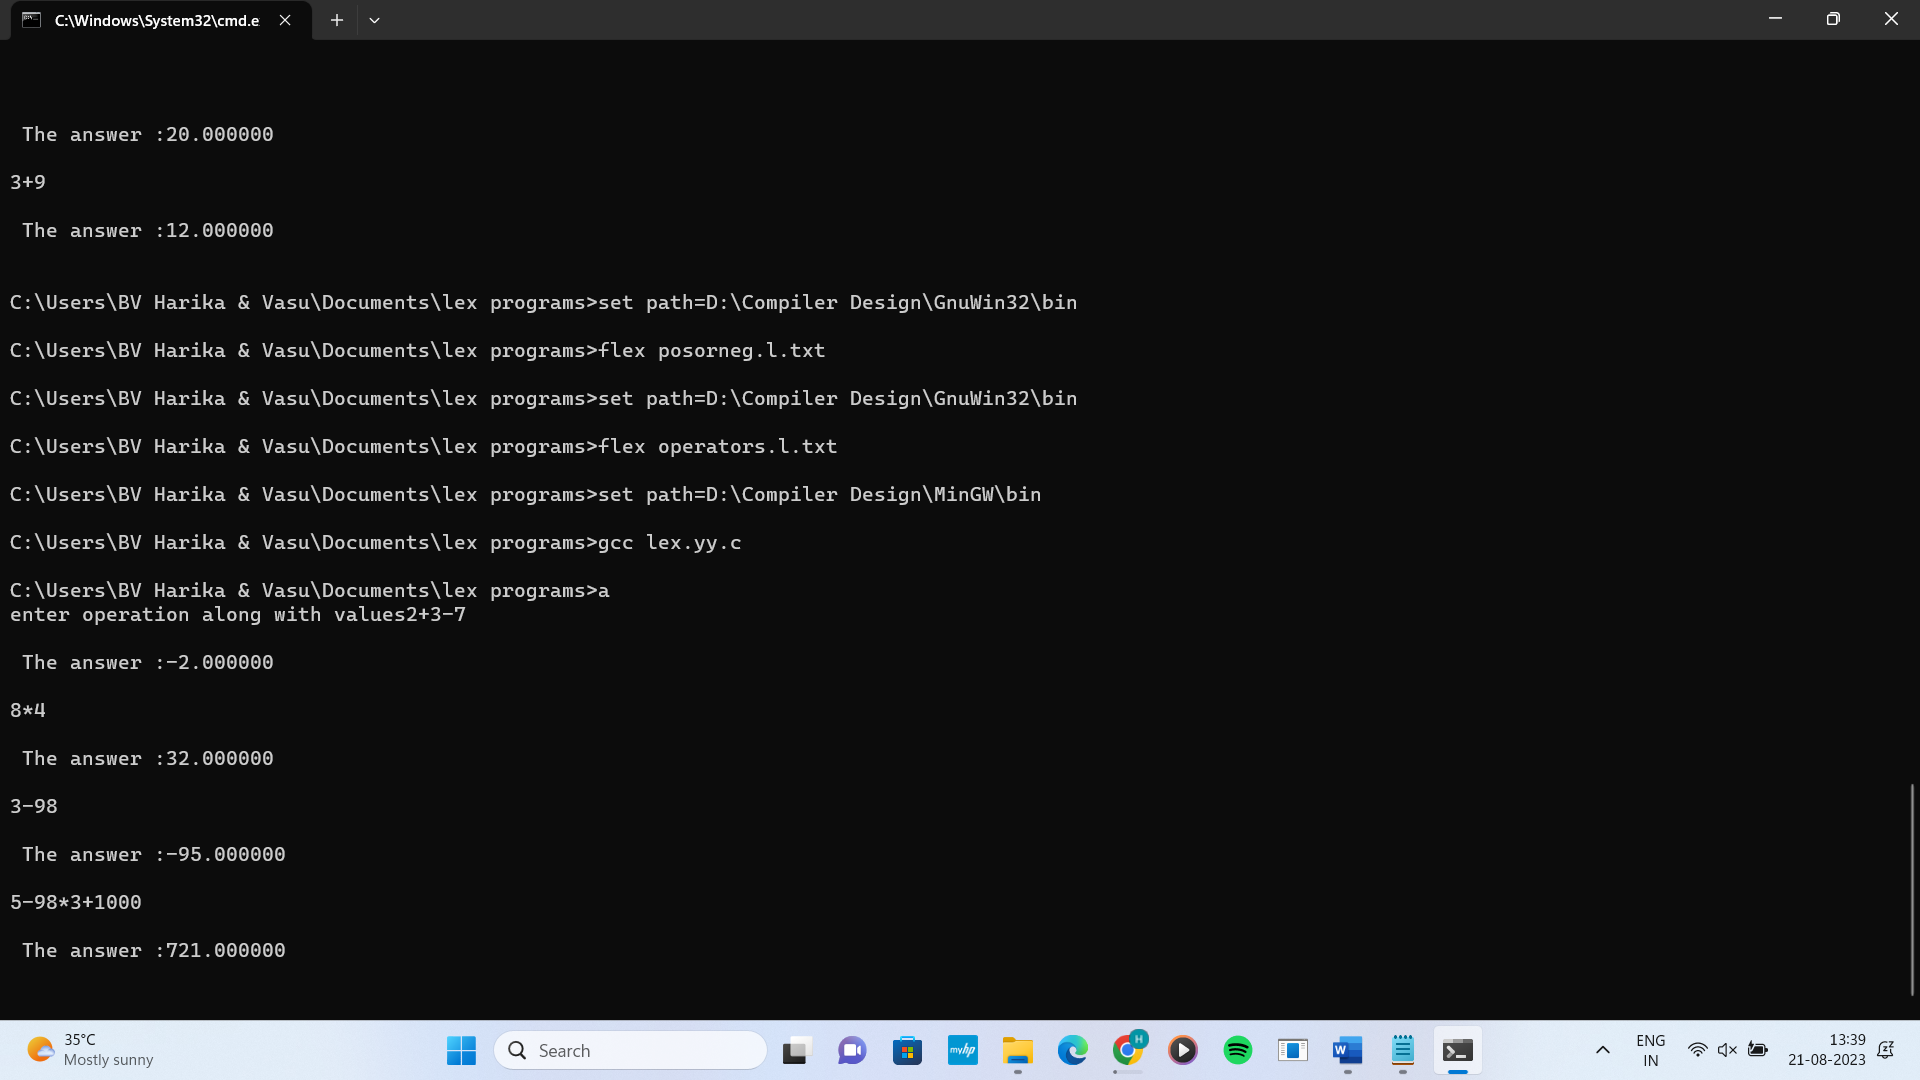 C:\Windows\System32\cmd.e
The answer :20.000000
3+9
The answer :12.000000
C:\Users\BV Harika & Vasu\Documents\lex programs>set path=D:\Compiler Design\GnuWin32\bin
C:\Users\BV Harika & Vasu\Documents\lex programs>flex posorneg.l.txt
C:\Users\BV Harika & Vasu\Documents\lex programs>set path=D:\Compiler Design\GnuWin32\bin
C:\Users\BV Harika & Vasu\Documents\lex programs>flex operators.l.txt
C:\Users\BV Harika & Vasu\Documents\lex programs>set path=D:\Compiler Design\MinGW\bin
C:\Users\BV Harika & Vasu\Documents\lex programs>gcc lex.yy.c
C:\Users\BV Harika & Vasu\Documents\lex programs>a
enter operation along with values2+3-7
The answer :-2.000000
8*4
The answer :32.000000
3-98
The answer :-95.000000
5-98*3+1000
The answer :721.000000
35°C
Mostly sunny
Search
myhp
H
W
ENG
IN
13:39
21-08-2023